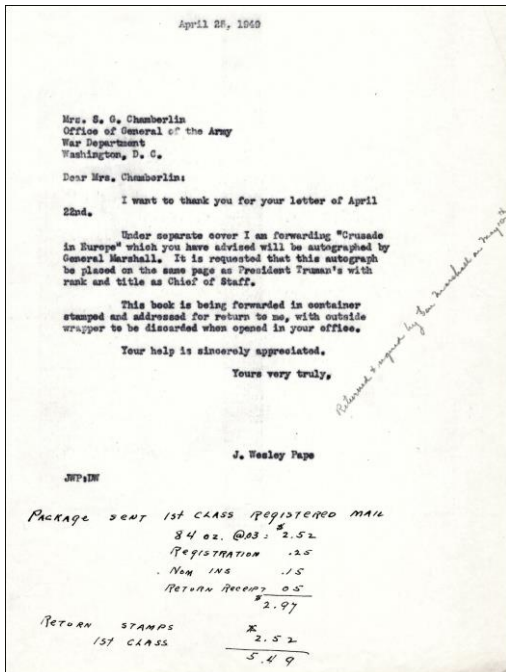 April 25, 1949
Mrs. S. G. Chamberlin
Office of General of the Army
War Department
Washington, D. C.
Dear Mrs. Chamberlin:
I want to thank you for your letter of April
22nd.
Under separate cover I am forwarding "Crusade
in Europe" which you have advised will be autographed by
General Marshall. It is requested that this autograph
be placed on the same page as President Truman's with
rank and title as Chief of Staff.
This book is being forwarded in container
stamped and addressed for return to me, with outside
wrapper to be discarded when opened in your office.
Your help is sincerely appreciated.
Yours very truly,
Returned & signed by Gen Marshall on May
J. Wesley Pape
JWP:DW
PACKAGE SENT 1st CLASS REGISTERED MAIL
84 oz. @.03: $2.52
REGISTRATION .25
NOM INS .15
RETURN RECEIPT 05
$2.97
RETURN STAMPS
1st CLASS 2.52
5.49